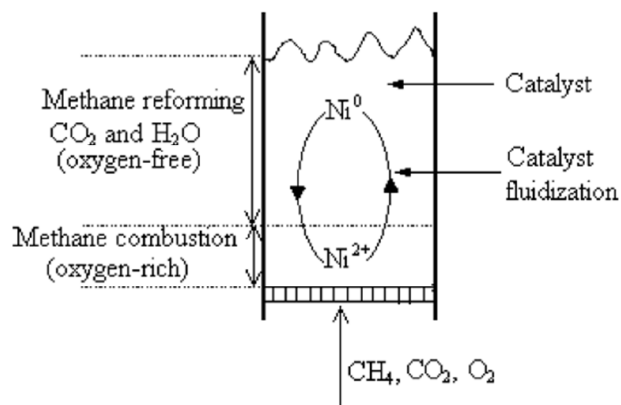 Methane reforming
CO₂ and H₂O
(oxygen-free)
Methane combustion
(oxygen-rich)
Ni⁰
Ni²⁺
Catalyst
Catalyst
fluidization
CH₄, CO₂, O₂